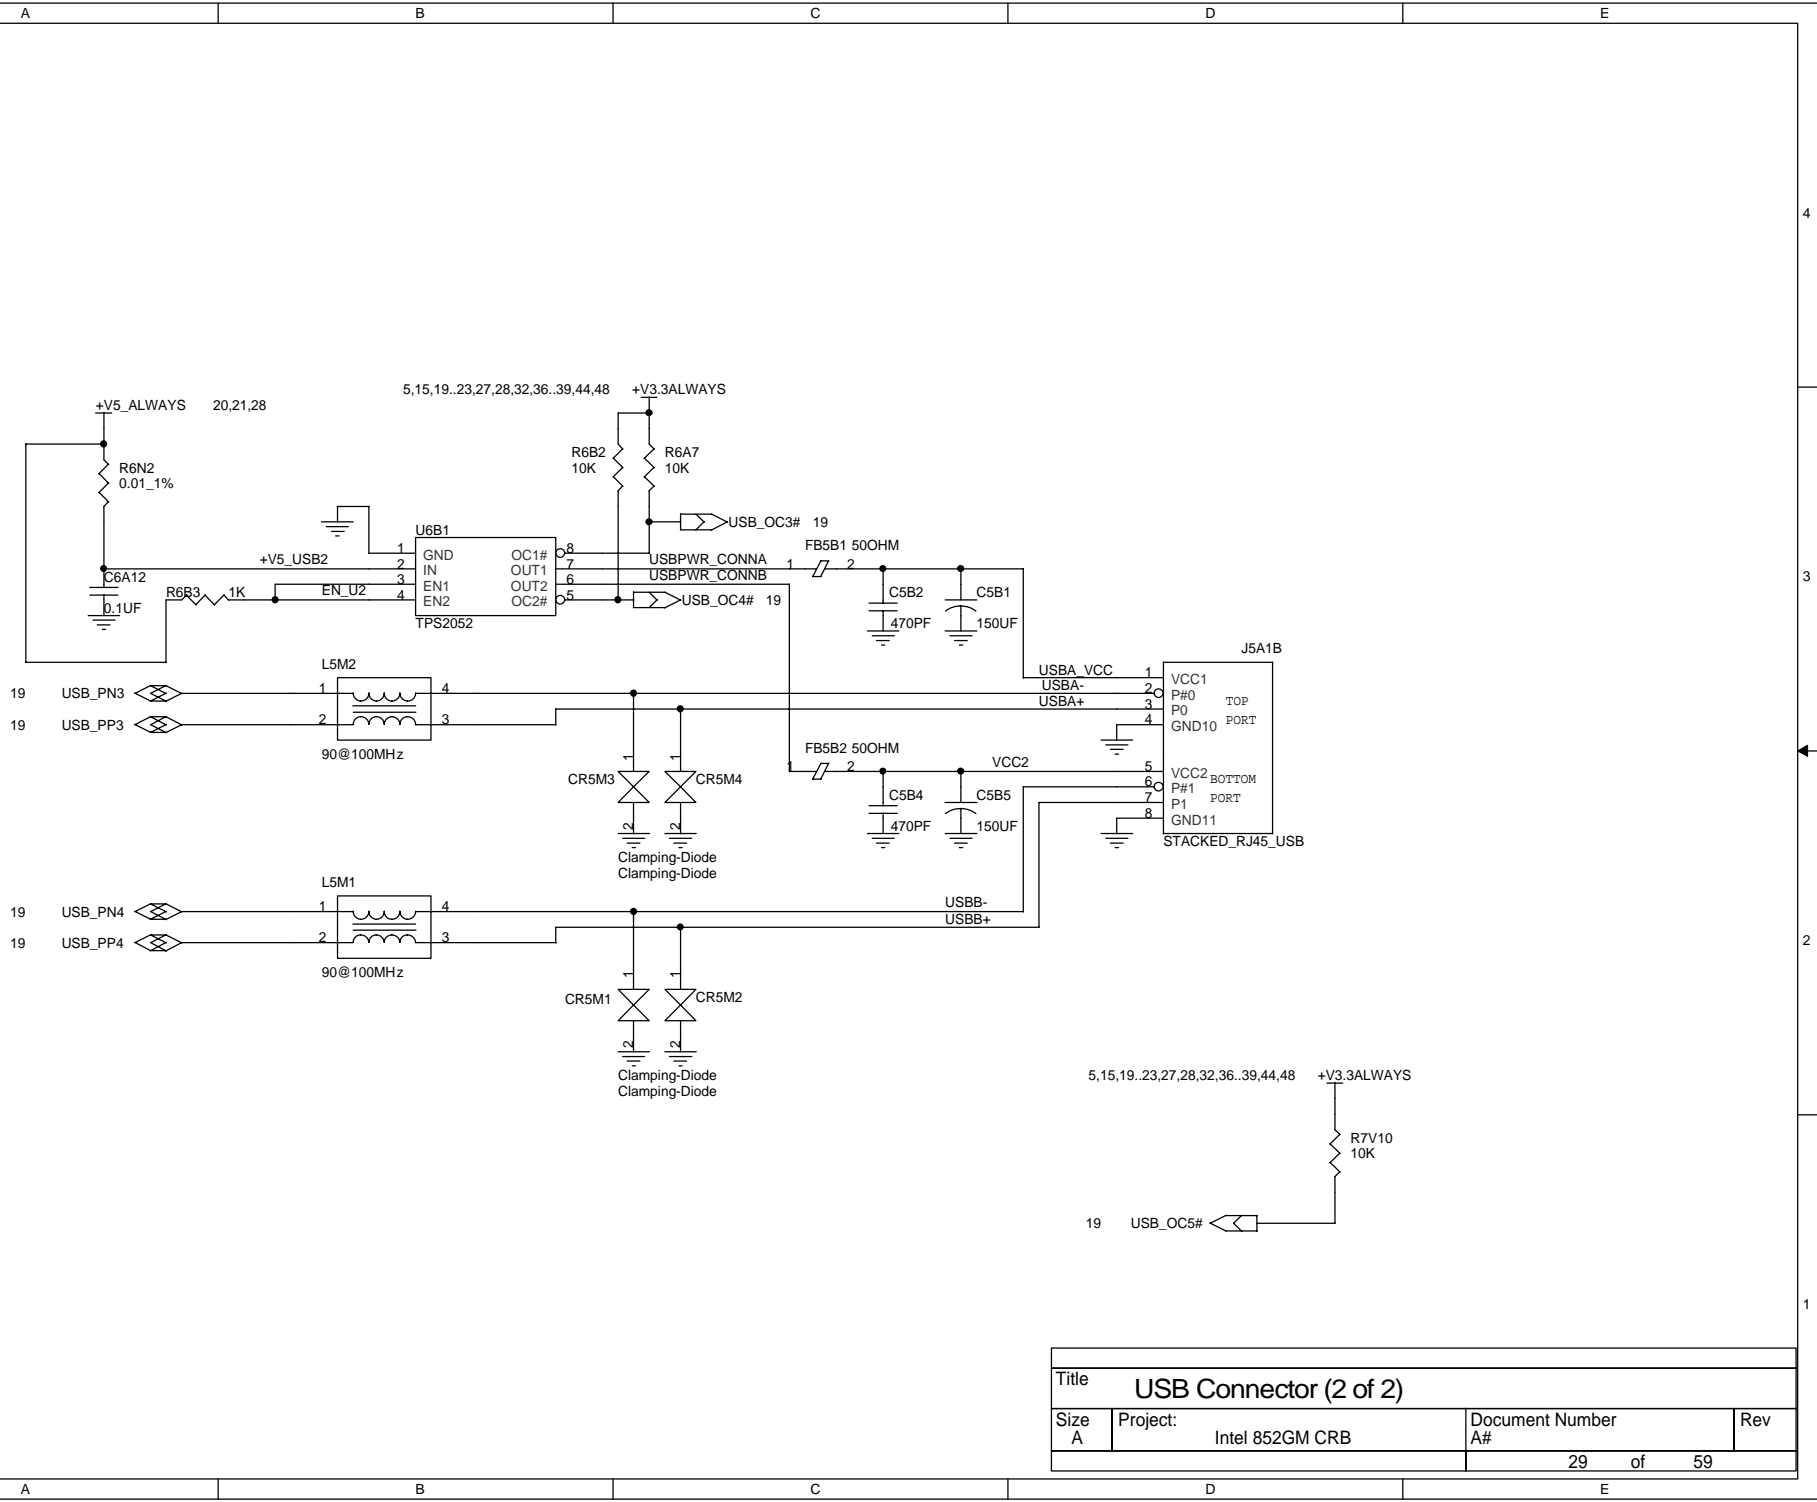 A B C D E
4
5,15,19..23,27,28,32,36..39,44,48 +V3.3ALWAYS
+V5_ALWAYS 20,21,28
R6B2 R6A7
10K 10K
R6N2
0.01_1%
U6B1
USB_OC3# 19
FB5B1 50OHM
1 GND OC1# 8
+V5_USB2 2 IN OUT1 7 USBPWR_CONNA 1 2
3 EN1 OUT2 6 USBPWR_CONNB
EN_U2 4 EN2 OC2# 5 USB_OC4# 19
C6A12
0.1UF
R6B3 1K
TPS2052
C5B2 C5B1
470PF 150UF
3
J5A1B
L5M2
19 USB_PN3 1 4
19 USB_PP3 2 3
90@100MHz
USBA_VCC 1 VCC1
USBA- 2 P#0
USBA+ 3 P0
4 GND10
TOP
PORT
FB5B2 50OHM
1 2 VCC2 5 VCC2
6 P#1
7 P1
8 GND11
BOTTOM
PORT
STACKED_RJ45_USB
1 1
CR5M3 CR5M4
2 2
Clamping-Diode
Clamping-Diode
C5B4 C5B5
470PF 150UF
L5M1
19 USB_PN4 1 4 USBB-
19 USB_PP4 2 3 USBB+
90@100MHz
2
1 1
CR5M1 CR5M2
2 2
Clamping-Diode
Clamping-Diode
5,15,19..23,27,28,32,36..39,44,48 +V3.3ALWAYS
R7V10
10K
19 USB_OC5#
1
Title USB Connector (2 of 2)
Size Project: Document Number Rev
A Intel 852GM CRB A#
29 of 59
A B C D E